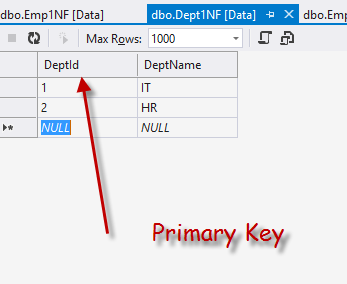 dbo.Emp1NF [Data] dbo.Dept1NF [Data] dbo.Emp
Max Rows: 1000
DeptId DeptName
1 IT
2 HR
NULL NULL
Primary Key